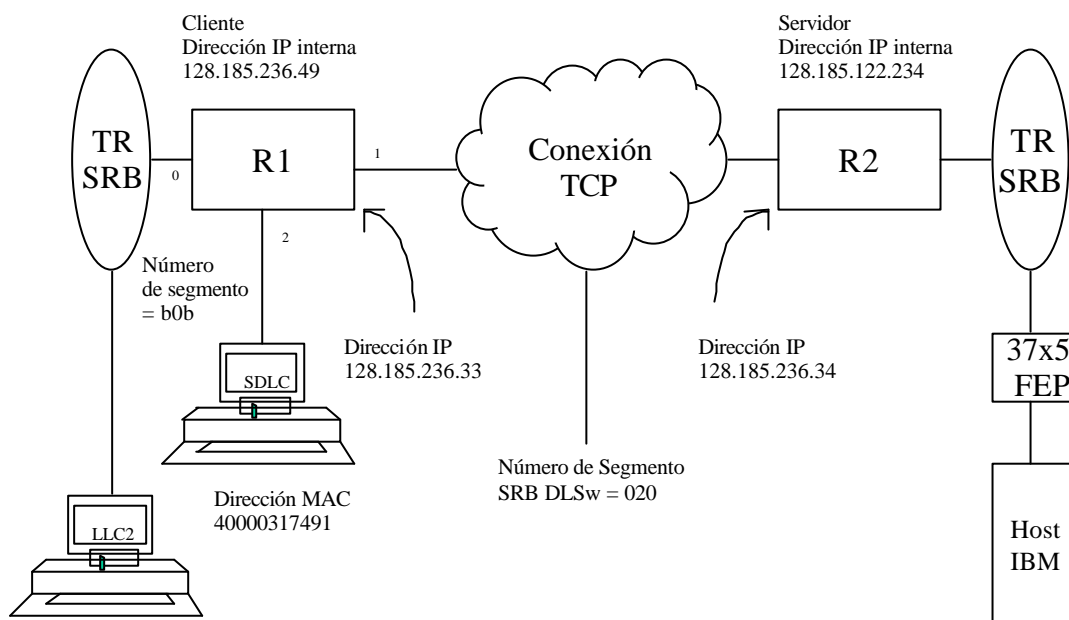 Cliente
Dirección IP interna
128.185.236.49
Servidor
Dirección IP interna
128.185.122.234
TR
SRB
0
R1
1
2
Conexión
TCP
R2
TR
SRB
Número
de segmento
= b0b
SDLC
Dirección IP
128.185.236.33
Dirección IP
128.185.236.34
37x5
FEP
Número de Segmento
SRB DLSw = 020
Dirección MAC
40000317491
LLC2
Host
IBM